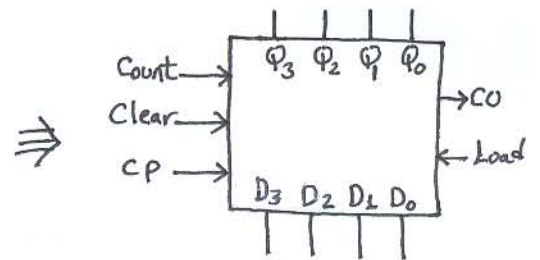 Q3 Q2 Q1 Q0
Count
CO
Clear
Load
CP
D3 D2 D1 D0